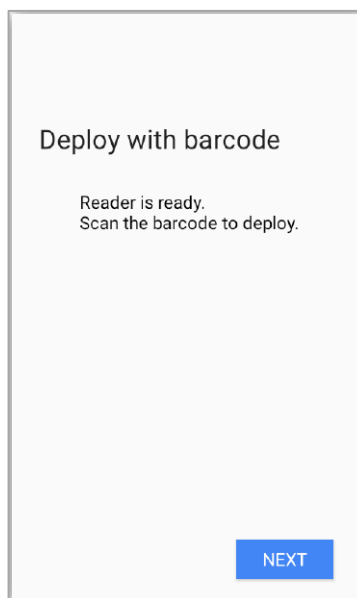 Deploy with barcode
Reader is ready.
Scan the barcode to deploy.
NEXT